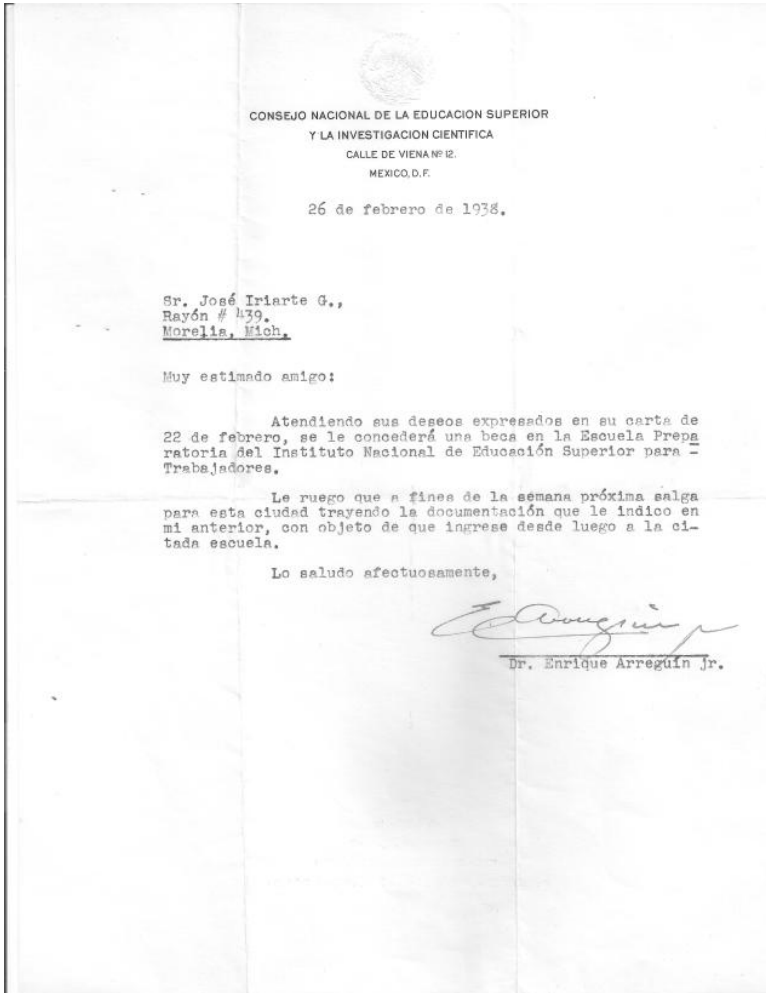 CONSEJO NACIONAL DE LA EDUCACION SUPERIOR
Y LA INVESTIGACION CIENTIFICA
CALLE DE VIENA Nº 12.
MEXICO, D. F.
26 de febrero de 1938.
Sr. José Iriarte G.,
Rayón # 439.
Morelia, Mich.
Muy estimado amigo:
Atendiendo sus deseos expresados en su carta de
22 de febrero, se le concederá una beca en la Escuela Prepa
ratoria del Instituto Nacional de Educación Superior para -
Trabajadores.
Le ruego que a fines de la semana próxima salga
para esta ciudad trayendo la documentación que le indico en
mi anterior, con objeto de que ingrese desde luego a la ci-
tada escuela.
Lo saludo afectuosamente,
Dr. Enrique Arreguín jr.